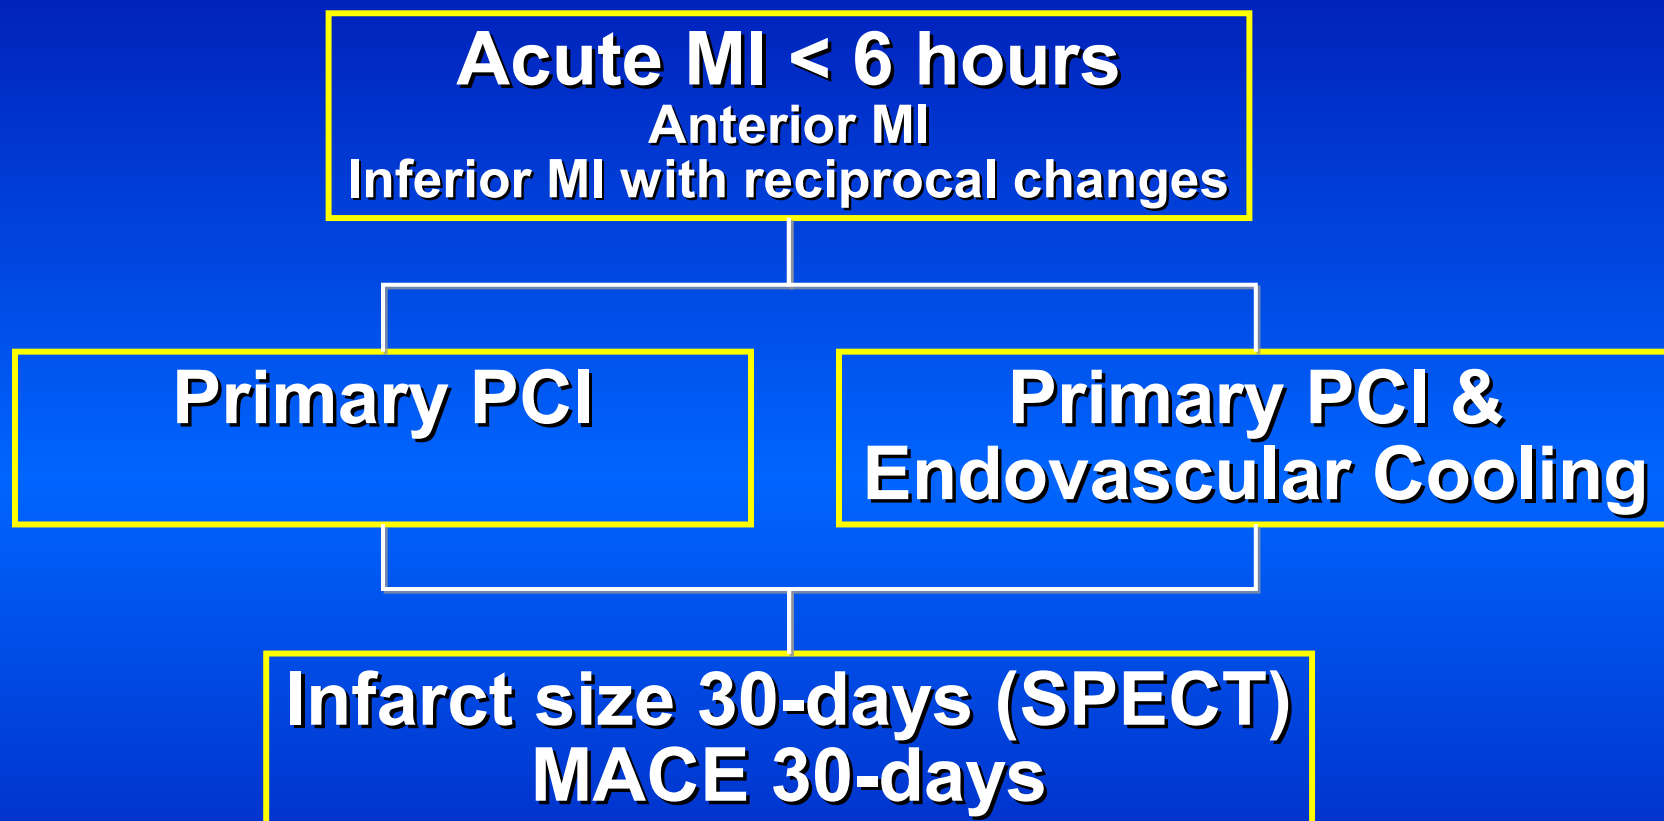 Acute MI < 6 hours
Anterior MI
Inferior MI with reciprocal changes
Primary PCI
Primary PCI &
Endovascular Cooling
Infarct size 30-days (SPECT)
MACE 30-days